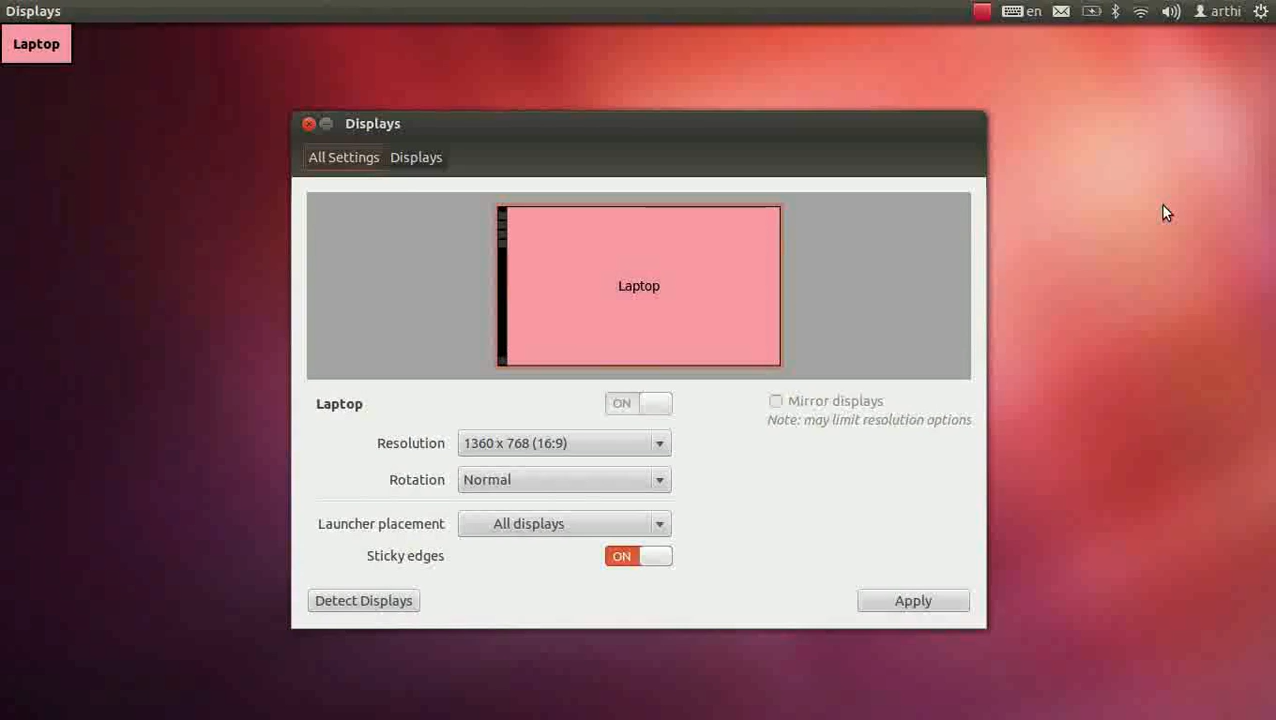 Displays
en
arthi
Laptop
Displays
All Settings Displays
Laptop
Laptop ON Mirror displays
Note: may limit resolution options
Resolution 1360 x 768 (16:9)
Rotation Normal
Launcher placement All displays
Sticky edges ON
Detect Displays Apply